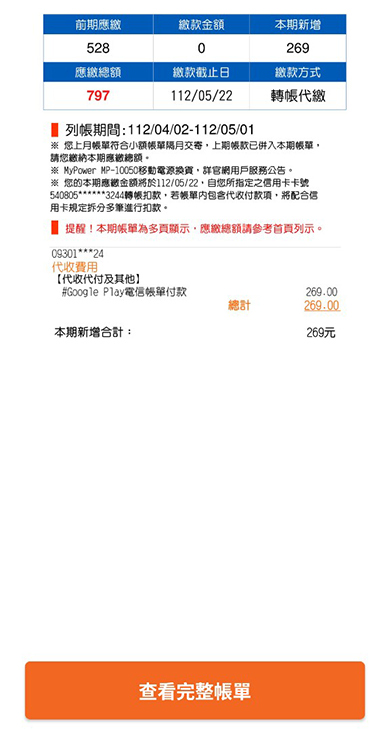 前期應繳 繳款金額 本期新增
528 0 269
應繳總額 繳款截止日 繳款方式
797 112/05/22 轉帳代繳
列帳期間:112/04/02-112/05/01
※ 您上月帳單符合小額帳單隔月交寄，上期帳款已併入本期帳單，
請您繳納本期應繳總額。
※ MyPower MP-10050移動電源換貨，詳官網用戶服務公告。
※ 您的本期應繳金額將於112/05/22，自您所指定之信用卡卡號
540805******3244轉帳扣款，若帳單內包含代收付款項，將配合信
用卡規定拆分多筆進行扣款。
提醒！本期帳單為多頁顯示，應繳總額請參考首頁列示。
09301***24
代收費用
【代收代付及其他】
#Google Play電信帳單付款 269.00
總計 269.00
本期新增合計： 269元
查看完整帳單